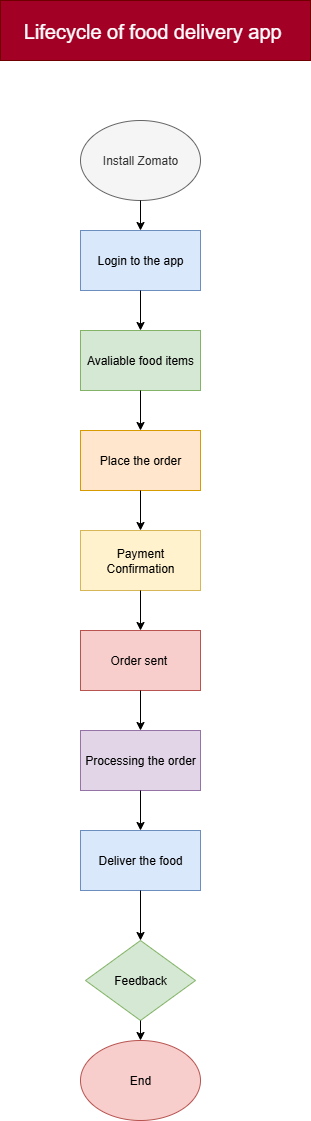 Lifecycle of food delivery app
Install Zomato
Login to the app
Avaliable food items
Place the order
Payment
Confirmation
Order sent
Processing the order
Deliver the food
Feedback
End